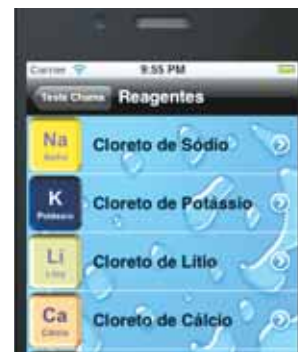 Carrier 9:55 PM
Teste Chama Reagentes
Na
Sódio
Cloreto de Sódio
K
Potássio
Cloreto de Potássio
Li
Lítio
Cloreto de Lítio
Ca
Cálcio
Cloreto de Cálcio